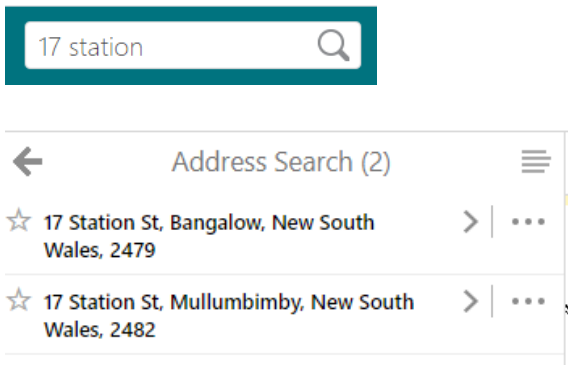 17 station
Address Search (2)
17 Station St, Bangalow, New South
Wales, 2479
17 Station St, Mullumbimby, New South
Wales, 2482